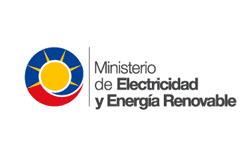 Ministerio
de Electricidad
y Energía Renovable